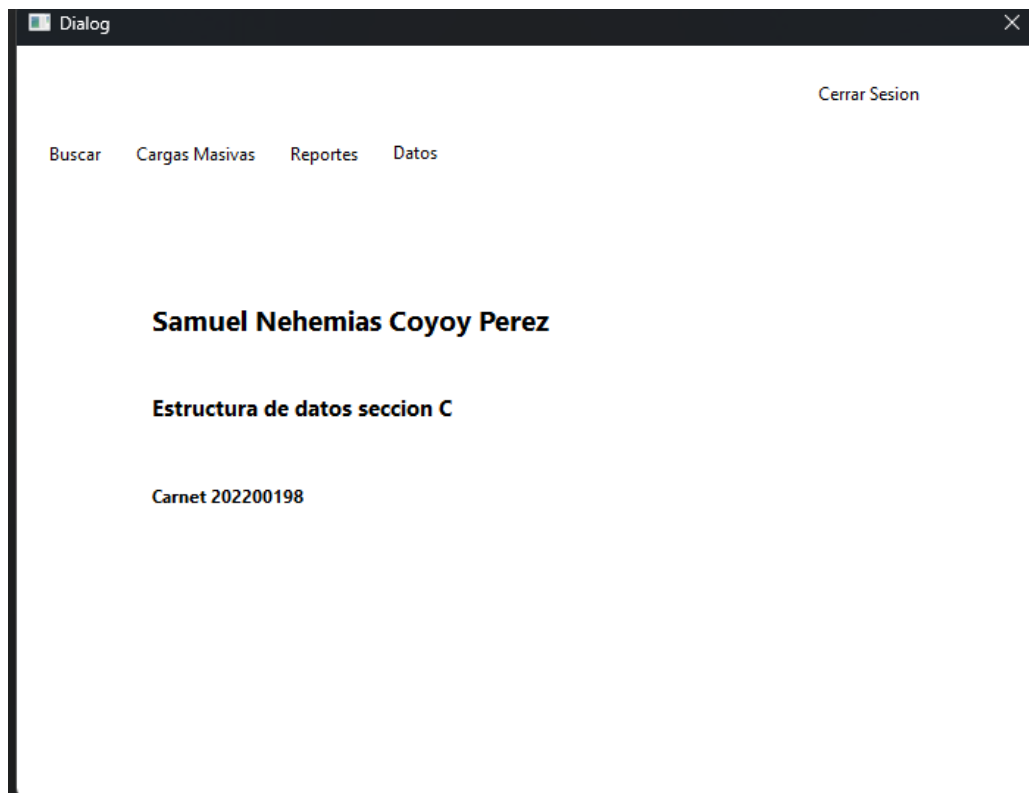 Dialog
Cerrar Sesion
Buscar Cargas Masivas Reportes Datos
Samuel Nehemias Coyoy Perez
Estructura de datos seccion C
Carnet 202200198